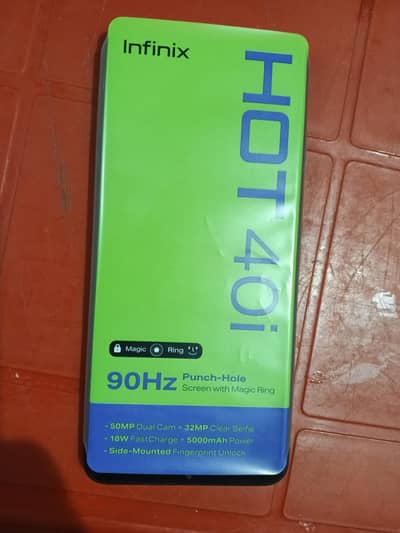 Infinix
HOT 40i
Magic Ring
90Hz Punch-Hole
Screen with Magic Ring
- 50MP Dual Cam + 32MP Clear Selfie
- 18W FastCharge + 5000mAh Power
- Side-Mounted Fingerprint Unlock